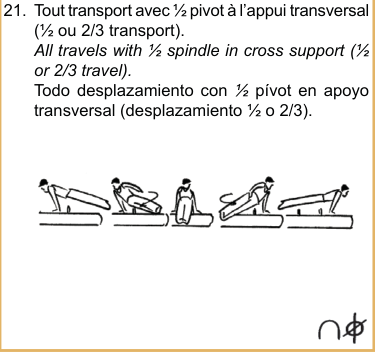 21. Tout transport avec ½ pivot à l'appui transversal
(½ ou 2/3 transport).
All travels with ½ spindle in cross support (½
or 2/3 travel).
Todo desplazamiento con ½ pívot en apoyo
transversal (desplazamiento ½ o 2/3).